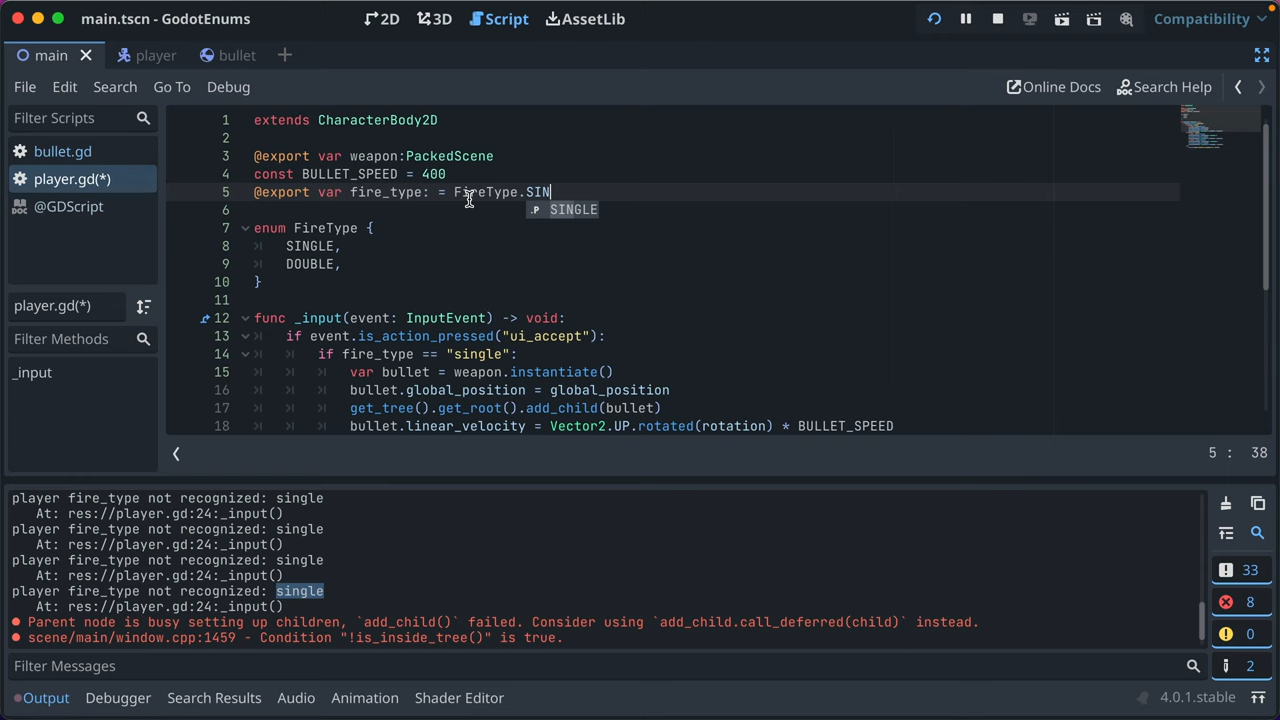 main.tscn - GodotEnums
2D
3D
Script
AssetLib
Compatibility
main
player
bullet
File Edit Search Go To Debug
Online Docs
Search Help
Filter Scripts
bullet.gd
player.gd(*)
@GDScript
player.gd(*)
Filter Methods
_input
1 extends CharacterBody2D
2
3 @export var weapon:PackedScene
4 const BULLET_SPEED = 400
5 @export var fire_type: = FireType.SIN
SINGLE
6
7 enum FireType {
8 SINGLE,
9 DOUBLE,
10 }
11
12 func _input(event: InputEvent) -> void:
13 if event.is_action_pressed("ui_accept"):
14 if fire_type == "single":
15 var bullet = weapon.instantiate()
16 bullet.global_position = global_position
17 get_tree().get_root().add_child(bullet)
18 bullet.linear_velocity = Vector2.UP.rotated(rotation) * BULLET_SPEED
5 : 38
player fire_type not recognized: single
At: res://player.gd:24:_input()
player fire_type not recognized: single
At: res://player.gd:24:_input()
player fire_type not recognized: single
At: res://player.gd:24:_input()
player fire_type not recognized: single
At: res://player.gd:24:_input()
Parent node is busy setting up children, `add_child()` failed. Consider using `add_child.call_deferred(child)` instead.
scene/main/window.cpp:1459 - Condition "!is_inside_tree()" is true.
33
8
0
2
Filter Messages
Output Debugger Search Results Audio Animation Shader Editor
4.0.1.stable